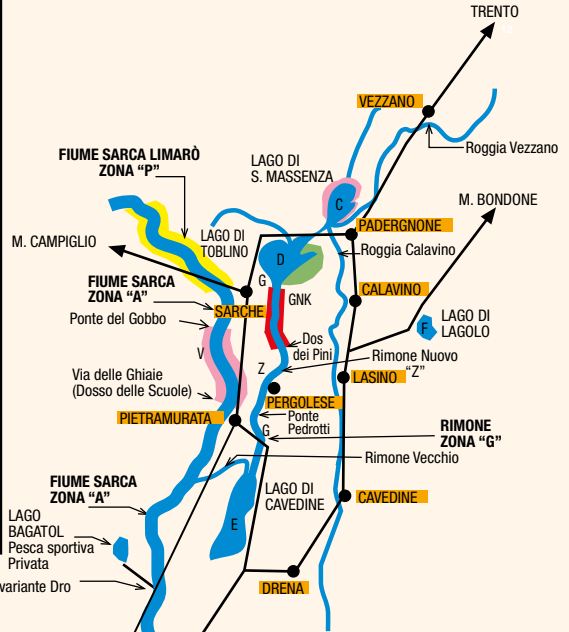 TRENTO
VEZZANO
Roggia Vezzano
FIUME SARCA LIMARÒ
ZONA “P”
LAGO DI
S. MASSENZA
C
M. BONDONE
M. CAMPIGLIO
LAGO DI
TOBLINO
PADERGNONE
Roggia Calavino
D
G
GNK
FIUME SARCA
ZONA “A”
SARCHE
CALAVINO
Ponte del Gobbo
F
LAGO DI
LAGOLO
Dos
dei Pini
V
Z
Rimone Nuovo
“Z”
LASINO
Via delle Ghiaie
(Dosso delle Scuole)
PERGOLESE
PIETRAMURATA
Ponte
Pedrotti
G
RIMONE
ZONA “G”
Rimone Vecchio
FIUME SARCA
ZONA “A”
LAGO DI
CAVEDINE
CAVEDINE
E
LAGO
BAGATOL
Pesca sportiva
Privata
variante Dro
DRENA